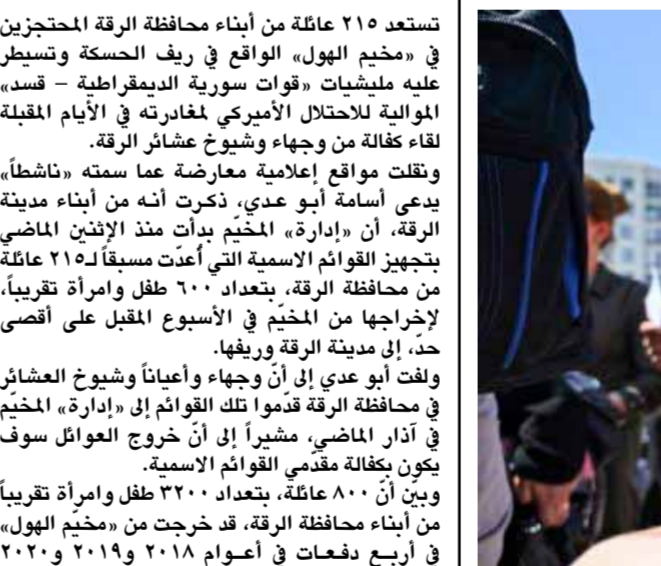 تستعد ٢١٥ عائلة من أبناء محافظة الرقة المحتجزين
في «مخيم الهول» الواقع في ريف الحسكة وتسيطر
عليه مليشيات «قوات سورية الديمقراطية – قسد»
الموالية للاحتلال الأميركي لمغادرته في الأيام المقبلة
لقاء كفالة من وجهاء وشيوخ عشائر الرقة.
ونقلت مواقع إعلامية معارضة عما سمته «ناشطاً»
يدعى أسامة أبو عدي، ذكرت أنه من أبناء مدينة
الرقة، أن «إدارة» المخيّم بدأت منذ الإثنين الماضي
بتجهيز القوائم الاسمية التي أُعدّت مسبقاً لـ٢١٥ عائلة
من محافظة الرقة، بتعداد ٦٠٠ طفل وامرأة تقريباً،
لإخراجها من المخيّم في الأسبوع المقبل على أقصى
حدّ، إلى مدينة الرقة وريفها.
ولفت أبو عدي إلى أنّ وجهاء وأعياناً وشيوخ العشائر
في محافظة الرقة قدّموا تلك القوائم إلى «إدارة» المخيّم
في آذار الماضي، مشيراً إلى أنّ خروج العوائل سوف
يكون بكفالة مقدّمي القوائم الاسمية.
وبيّن أنّ ٨٠٠ عائلة، بتعداد ٣٢٠٠ طفل وامرأة تقريباً
من أبناء محافظة الرقة، قد خرجت من «مخيّم الهول»
في أربع دفعات في أعوام ٢٠١٨ و٢٠١٩ و٢٠٢٠